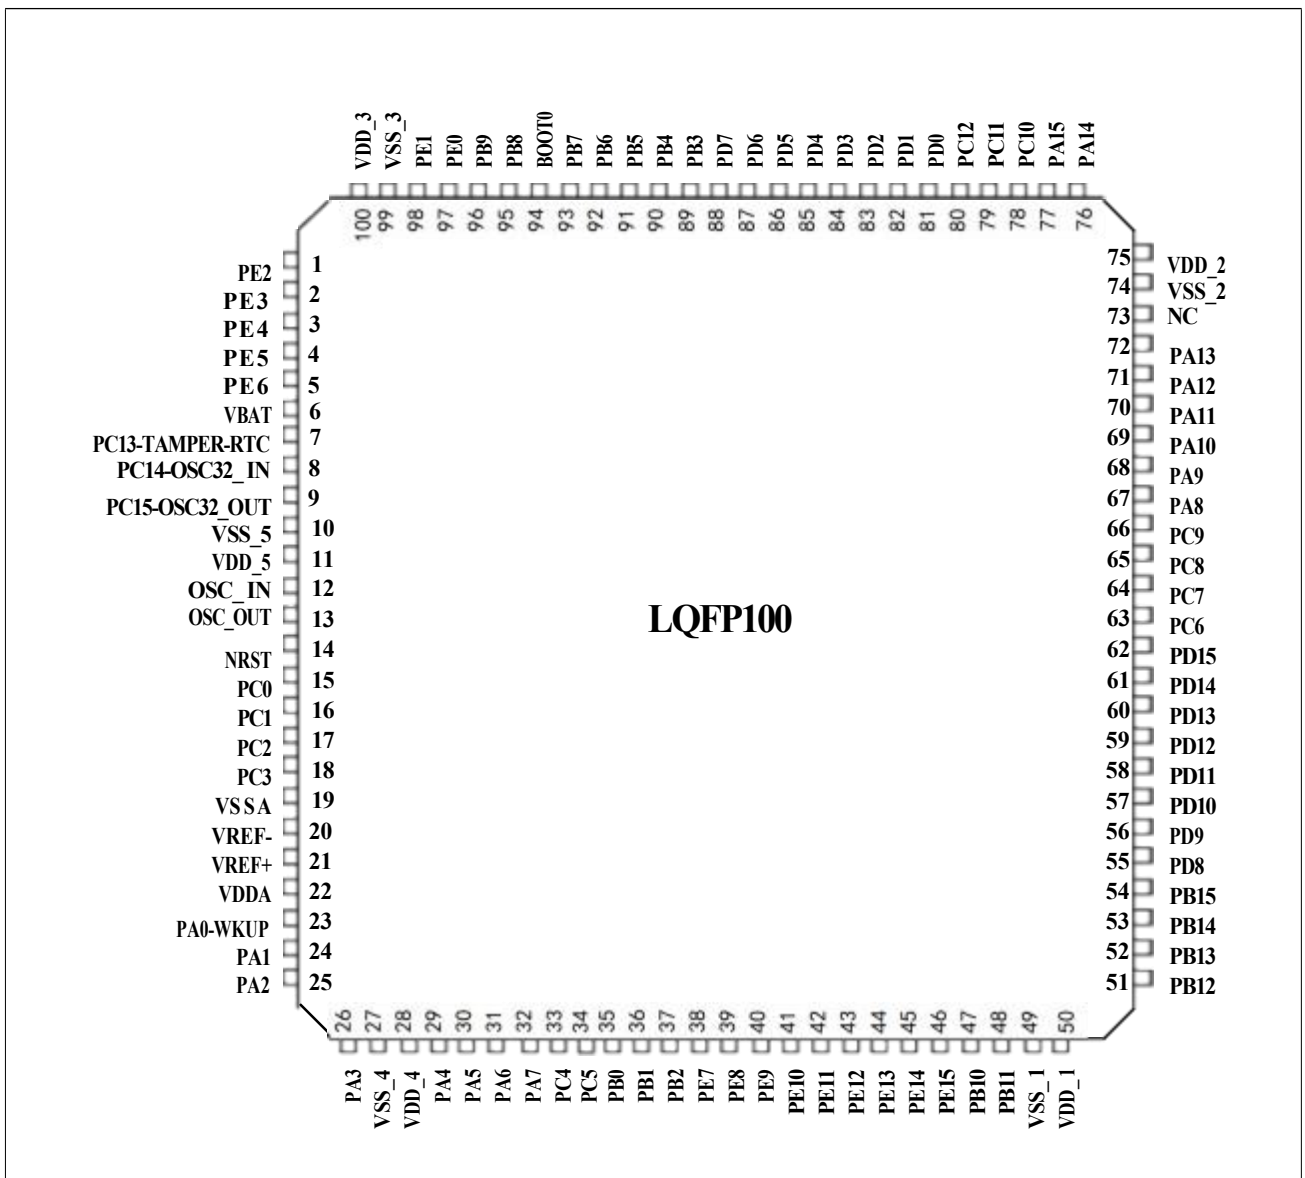 VDD_3 VSS_3 PE1 PE0 PB9 PB8 BOOT0 PB7 PB6 PB5 PB4 PB3 PD7 PD6 PD5 PD4 PD3 PD2 PD1 PD0 PC12 PC11 PC10 PA15 PA14
100 99 98 97 96 95 94 93 92 91 90 89 88 87 86 85 84 83 82 81 80 79 78 77 76
PE2 1 75 VDD_2
PE3 2 74 VSS_2
PE4 3 73 NC
PE5 4 72 PA13
PE6 5 71 PA12
VBAT 6 70 PA11
PC13-TAMPER-RTC 7 69 PA10
PC14-OSC32_IN 8 68 PA9
PC15-OSC32_OUT 9 67 PA8
VSS_5 10 66 PC9
VDD_5 11 65 PC8
OSC_IN 12 64 PC7
OSC_OUT 13 63 PC6
LQFP100
NRST 14 62 PD15
PC0 15 61 PD14
PC1 16 60 PD13
PC2 17 59 PD12
PC3 18 58 PD11
VSSA 19 57 PD10
VREF- 20 56 PD9
VREF+ 21 55 PD8
VDDA 22 54 PB15
PA0-WKUP 23 53 PB14
PA1 24 52 PB13
PA2 25 51 PB12
26 27 28 29 30 31 32 33 34 35 36 37 38 39 40 41 42 43 44 45 46 47 48 49 50
PA3 VSS_4 VDD_4 PA4 PA5 PA6 PA7 PC4 PC5 PB0 PB1 PB2 PE7 PE8 PE9 PE10 PE11 PE12 PE13 PE14 PE15 PB10 PB11 VSS_1 VDD_1